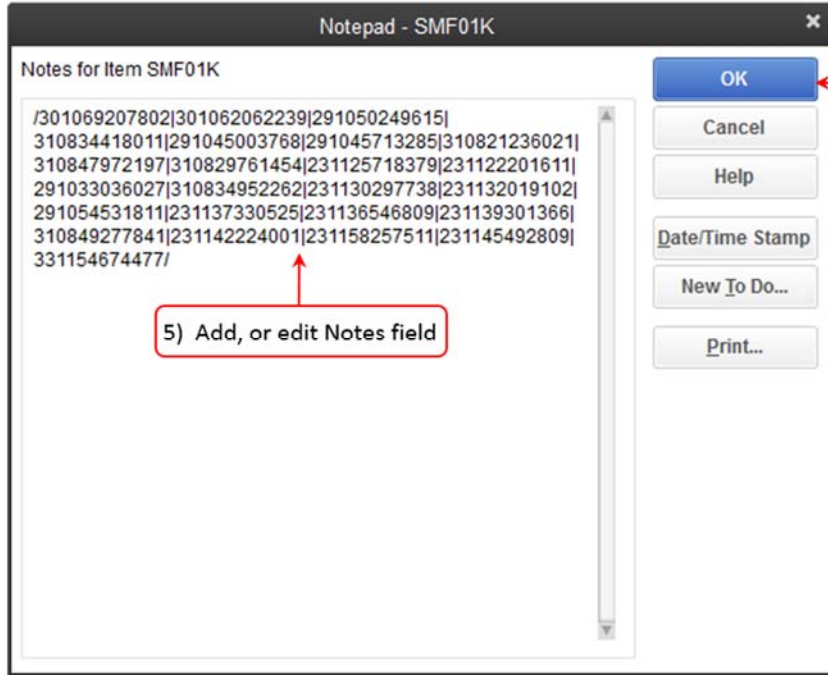 Notepad - SMF01K
Notes for Item SMF01K
/301069207802|301062062239|291050249615|
310834418011|291045003768|291045713285|310821236021|
310847972197|310829761454|231125718379|231122201611|
291033036027|310834952262|231130297738|231132019102|
291054531811|231137330525|231136546809|231139301366|
310849277841|231142224001|231158257511|231145492809|
331154674477/
5) Add, or edit Notes field
OK
Cancel
Help
Date/Time Stamp
New To Do...
Print...